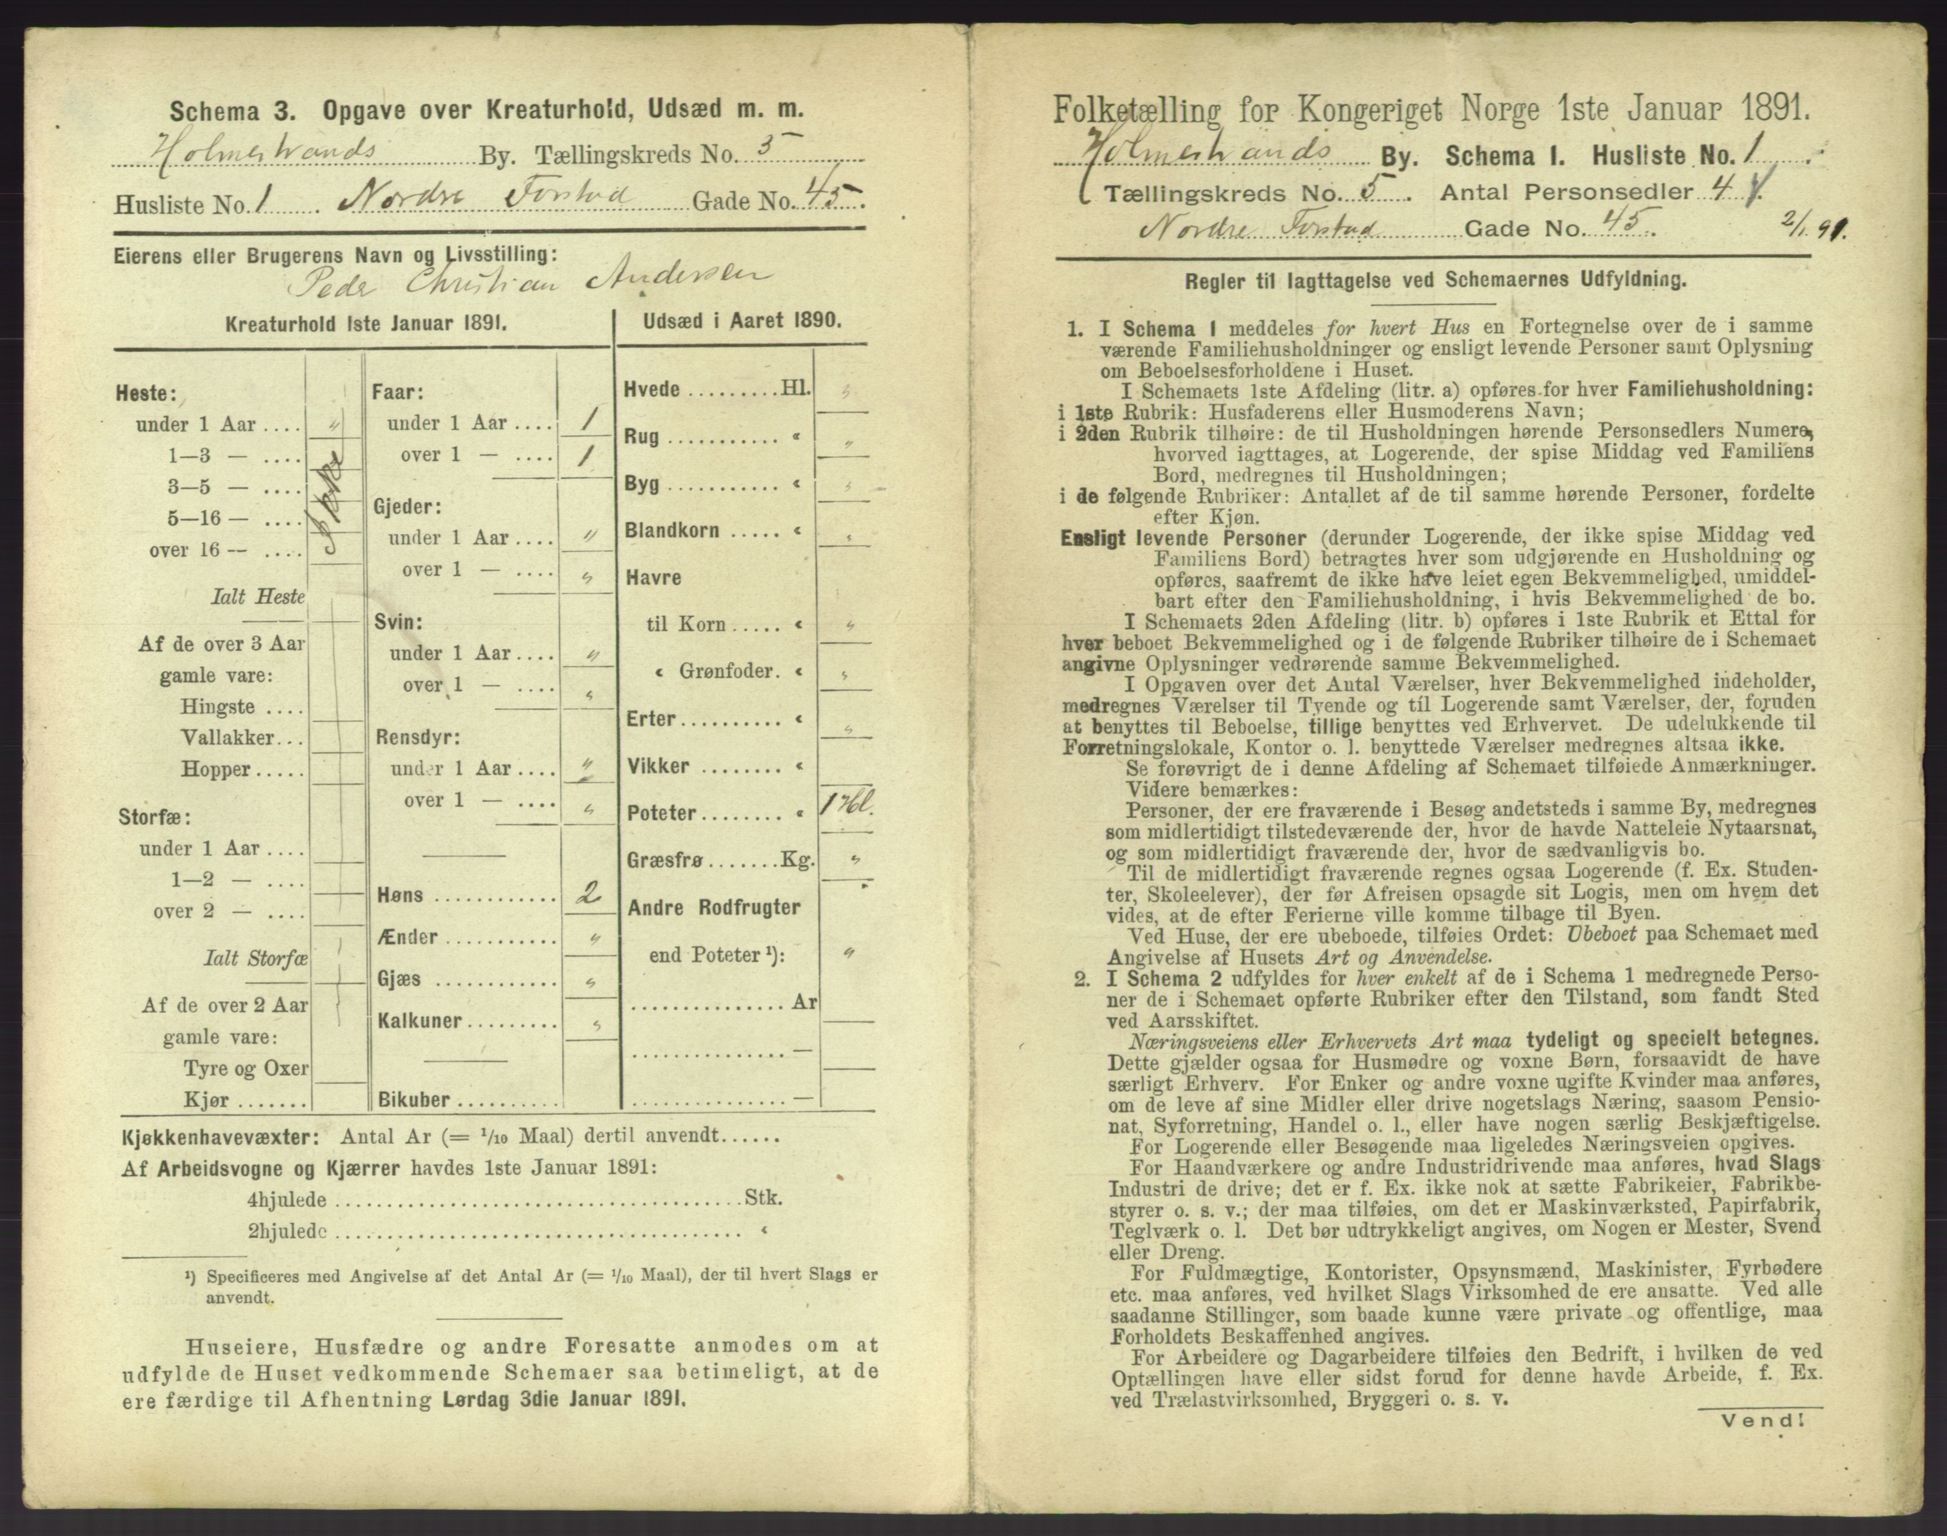 Schema 3. Opgave over Kreaturhold, Udsæd m. m.
Holmestrands By. Tællingskreds No. 5
Husliste No. 1 Nordre Forstad Gade No. 45.
Eierens eller Brugerens Navn og Livsstilling:
Peder Christian Andersen
Kreaturhold 1ste Januar 1891.
Heste:
under 1 Aar ....
1—3 — ....
3—5 — ....
5—16 — ....
over 16 — ....
Ialt Heste
Af de over 3 Aar
gamle vare:
Hingste ....
Vallakker...
Hopper.....
Storfæ:
under 1 Aar ....
1—2 — ....
over 2 — ....
Ialt Storfæ
Af de over 2 Aar
gamle vare:
Tyre og Oxer
Kjør .......
Faar:
under 1 Aar .... 1
over 1 — .... 1
Gjeder:
under 1 Aar.... "
over 1 — .... "
Svin:
under 1 Aar.... "
over 1 — .... "
Rensdyr:
under 1 Aar.... "
over 1 — .... "
Høns ............ 2
Ænder ........... "
Gjæs ............ "
Kalkuner......... "
Bikuber..........
Udsæd i Aaret 1890.
Hvede .........Hl. "
Rug ........... " "
Byg ........... " "
Blandkorn ..... " "
Havre
til Korn..... " "
" Grønfoder. " "
Erter.......... " "
Vikker ........ " "
Poteter........ " 1 Hl.
Græsfrø .......Kg. "
Andre Rodfrugter
end Poteter ¹): "
............... Ar
............... —
............... —
Kjøkkenhavevæxter: Antal Ar (= 1/10 Maal) dertil anvendt......
Af Arbeidsvogne og Kjærrer havdes 1ste Januar 1891:
4hjulede ........................................Stk.
2hjulede ........................................ "
¹) Specificeres med Angivelse af det Antal Ar (= 1/10 Maal), der til hvert Slags er
anvendt.
Huseiere, Husfædre og andre Foresatte anmodes om at
udfylde de Huset vedkommende Schemaer saa betimeligt, at de
ere færdige til Afhentning Lørdag 3die Januar 1891.
Folketælling for Kongeriget Norge 1ste Januar 1891.
Holmestrands By. Schema I. Husliste No. 1
Tællingskreds No. 5. Antal Personsedler 4
Nordre Forstad Gade No. 45. 2/1 91.
Regler til Iagttagelse ved Schemaernes Udfyldning.
1. I Schema 1 meddeles for hvert Hus en Fortegnelse over de i samme
værende Familiehusholdninger og ensligt levende Personer samt Oplysning
om Beboelsesforholdene i Huset.
I Schemaets 1ste Afdeling (litr. a) opføres for hver Familiehusholdning:
i 1ste Rubrik: Husfaderens eller Husmoderens Navn;
i 2den Rubrik tilhøire: de til Husholdningen hørende Personsedlers Numere,
hvorved iagttages, at Logerende, der spise Middag ved Familiens
Bord, medregnes til Husholdningen;
i de følgende Rubriker: Antallet af de til samme hørende Personer, fordelte
efter Kjøn.
Ensligt levende Personer (derunder Logerende, der ikke spise Middag ved
Familiens Bord) betragtes hver som udgjørende en Husholdning og
opføres, saafremt de ikke have leiet egen Bekvemmelighed, umiddel-
bart efter den Familiehusholdning, i hvis Bekvemmelighed de bo.
I Schemaets 2den Afdeling (litr. b) opføres i 1ste Rubrik et Ettal for
hver beboet Bekvemmelighed og i de følgende Rubriker tilhøire de i Schemaet
angivne Oplysninger vedrørende samme Bekvemmelighed.
I Opgaven over det Antal Værelser, hver Bekvemmelighed indeholder,
medregnes Værelser til Tyende og til Logerende samt Værelser, der, foruden
at benyttes til Beboelse, tillige benyttes ved Erhvervet. De udelukkende til
Forretningslokale, Kontor o. l. benyttede Værelser medregnes altsaa ikke.
Se forøvrigt de i denne Afdeling af Schemaet tilføiede Anmærkninger.
Videre bemærkes:
Personer, der ere fraværende i Besøg andetsteds i samme By, medregnes
som midlertidigt tilstedeværende der, hvor de havde Natteleie Nytaarsnat,
og som midlertidigt fraværende der, hvor de sædvanligvis bo.
Til de midlertidigt fraværende regnes ogsaa Logerende (f. Ex. Studen-
ter, Skoleelever), der før Afreisen opsagde sit Logis, men om hvem det
vides, at de efter Ferierne ville komme tilbage til Byen.
Ved Huse, der ere ubeboede, tilføies Ordet: Ubeboet paa Schemaet med
Angivelse af Husets Art og Anvendelse.
2. I Schema 2 udfyldes for hver enkelt af de i Schema 1 medregnede Perso-
ner de i Schemaet opførte Rubriker efter den Tilstand, som fandt Sted
ved Aarsskiftet.
Næringsveiens eller Erhvervets Art maa tydeligt og specielt betegnes.
Dette gjælder ogsaa for Husmødre og voxne Børn, forsaavidt de have
særligt Erhverv. For Enker og andre voxne ugifte Kvinder maa anføres,
om de leve af sine Midler eller drive nogetslags Næring, saasom Pensio-
nat, Syforretning, Handel o. l., eller have nogen særlig Beskjæftigelse.
For Logerende eller Besøgende maa ligeledes Næringsveien opgives.
For Haandværkere og andre Industridrivende maa anføres, hvad Slags
Industri de drive; det er f. Ex. ikke nok at sætte Fabrikeier, Fabrikbe-
styrer o. s. v.; der maa tilføies, om det er Maskinværksted, Papirfabrik,
Teglværk o. l. Det bør udtrykkeligt angives, om Nogen er Mester, Svend
eller Dreng.
For Fuldmægtige, Kontorister, Opsynsmænd, Maskinister, Fyrbødere
etc. maa anføres, ved hvilket Slags Virksomhed de ere ansatte. Ved alle
saadanne Stillinger, som baade kunne være private og offentlige, maa
Forholdets Beskaffenhed angives.
For Arbeidere og Dagarbeidere tilføies den Bedrift, i hvilken de ved
Optællingen have eller sidst forud for denne havde Arbeide, f. Ex.
ved Trælastvirksomhed, Bryggeri o. s. v.
Vend!